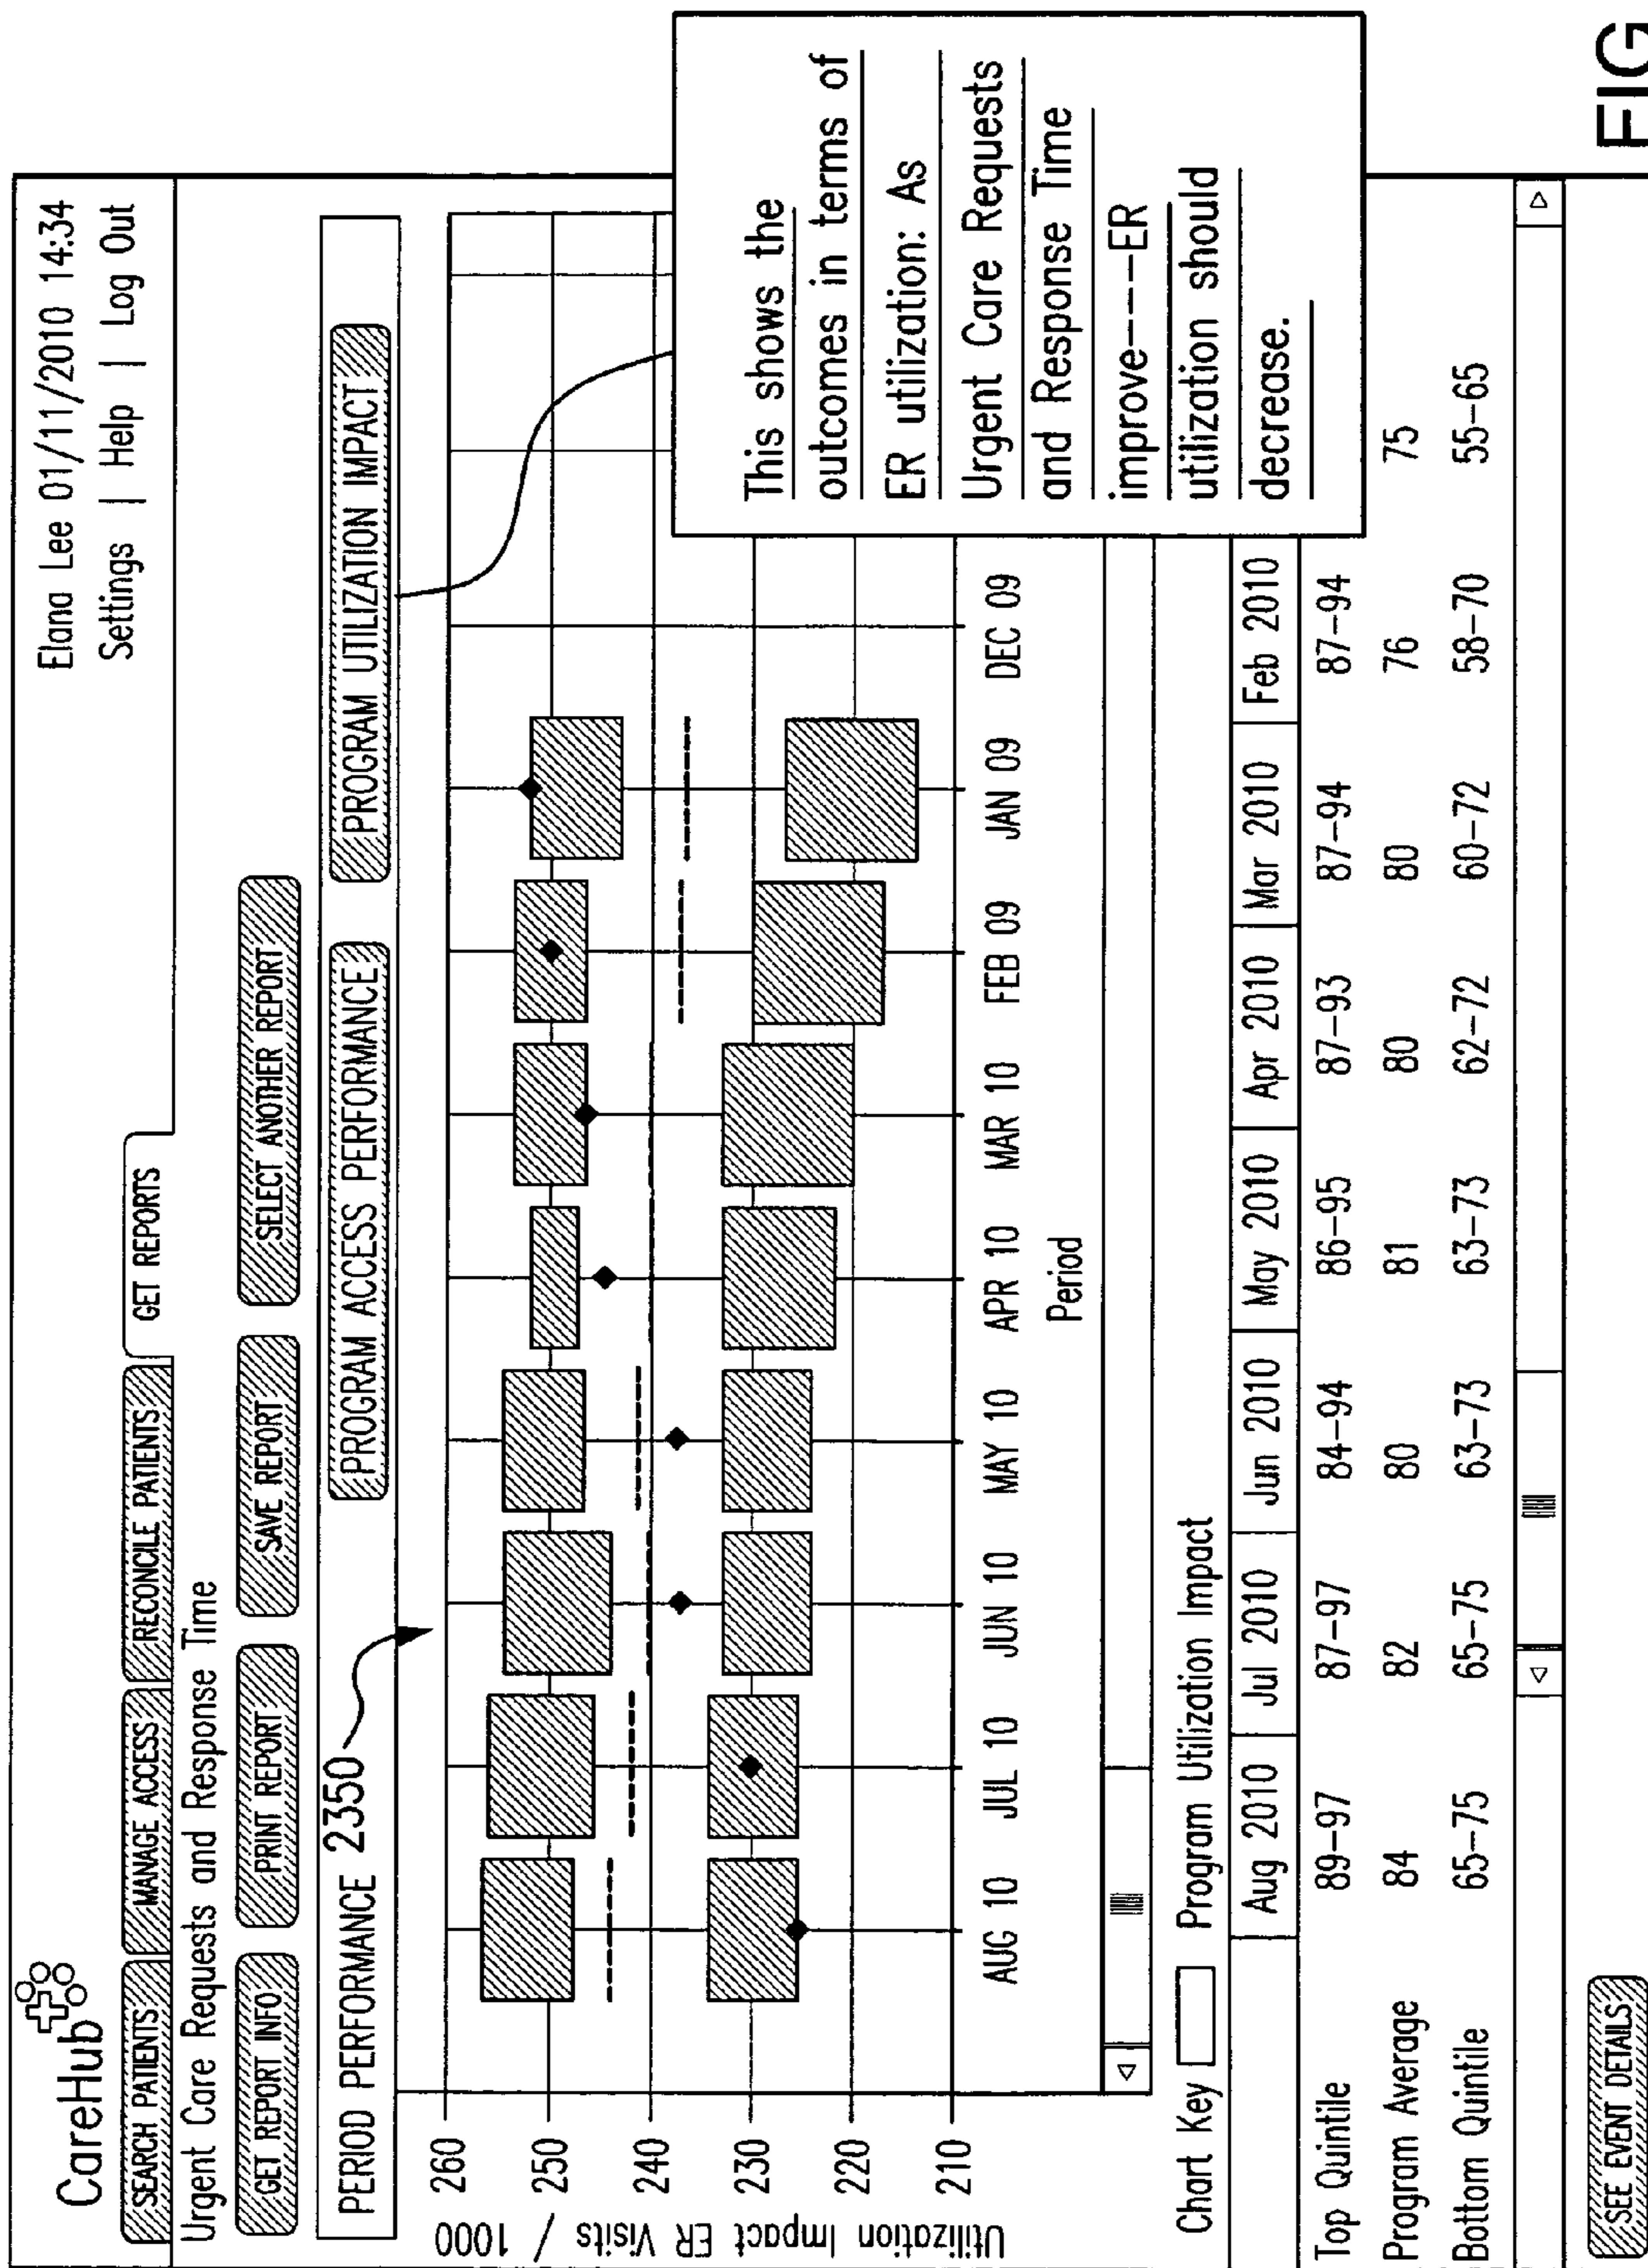 CareHub
Elana Lee 01/11/2010 14:34
Settings | Help | Log Out
SEARCH PATIENTS MANAGE ACCESS RECONCILE PATIENTS GET REPORTS
Urgent Care Requests and Response Time
GET REPORT INFO PRINT REPORT SAVE REPORT SELECT ANOTHER REPORT
PERIOD PERFORMANCE 2350 PROGRAM ACCESS PERFORMANCE PROGRAM UTILIZATION IMPACT
Utilization Impact ER Visits / 1000
260
250
240
230
220
210
AUG 10 JUL 10 JUN 10 MAY 10 APR 10 MAR 10 FEB 09 JAN 09 DEC 09
Period
This shows the
outcomes in terms of
ER utilization: As
Urgent Care Requests
and Response Time
improve----ER
utilization should
decrease.
Chart Key Program Utilization Impact
Aug 2010 Jul 2010 Jun 2010 May 2010 Apr 2010 Mar 2010 Feb 2010
Top Quintile 89-97 87-97 84-94 86-95 87-93 87-94 87-94
Program Average 84 82 80 81 80 80 76 75
Bottom Quintile 65-75 65-75 63-73 63-73 62-72 60-72 58-70 55-65
SEE EVENT DETAILS
FIG